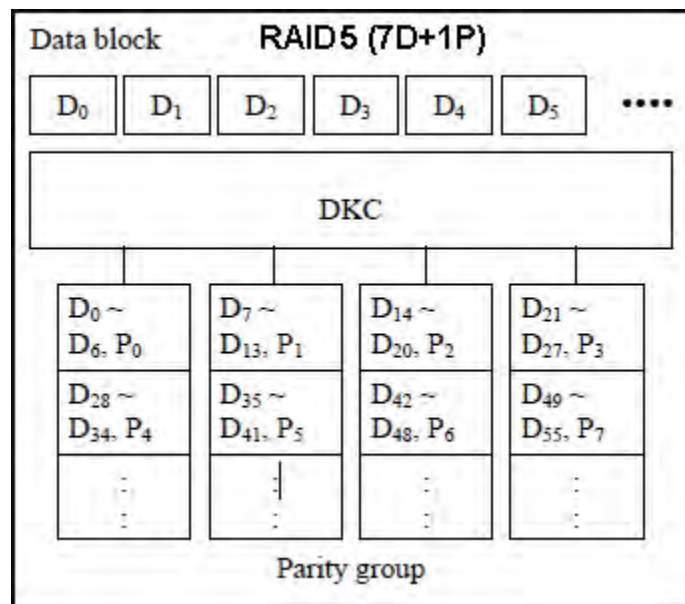 Data block RAID5 (7D+1P)
D₀ D₁ D₂ D₃ D₄ D₅ ••••
DKC
D₀ ~ D₇ ~ D₁₄ ~ D₂₁ ~
D₆, P₀ D₁₃, P₁ D₂₀, P₂ D₂₇, P₃
D₂₈ ~ D₃₅ ~ D₄₂ ~ D₄₉ ~
D₃₄, P₄ D₄₁, P₅ D₄₈, P₆ D₅₅, P₇
Parity group